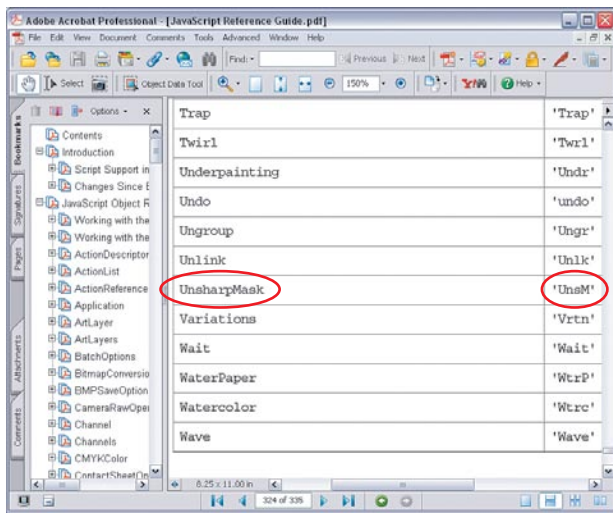 Adobe Acrobat Professional - [JavaScript Reference Guide.pdf]
File Edit View Document Comments Tools Advanced Window Help
Find: Previous Next
Select Object Data Tool 150% Help
Options
Bookmarks
Signatures
Pages
Attachments
Comments
Contents
Introduction
Script Support in
Changes Since
JavaScript Object R
Working with the
Working with the
ActionDescriptor
ActionList
ActionReference
Application
ArtLayer
ArtLayers
BatchOptions
BitmapConversio
BMPSaveOption
CameraRawOpe
Channel
Channels
CMYKColor
ContactSheetOp
Trap 'Trap'
Twirl 'Twrl'
Underpainting 'Undr'
Undo 'undo'
Ungroup 'Ungr'
Unlink 'Unlk'
UnsharpMask 'UnsM'
Variations 'Vrtn'
Wait 'Wait'
WaterPaper 'WtrP'
Watercolor 'Wtrc'
Wave 'Wave'
8.25 x 11.00 in
324 of 335